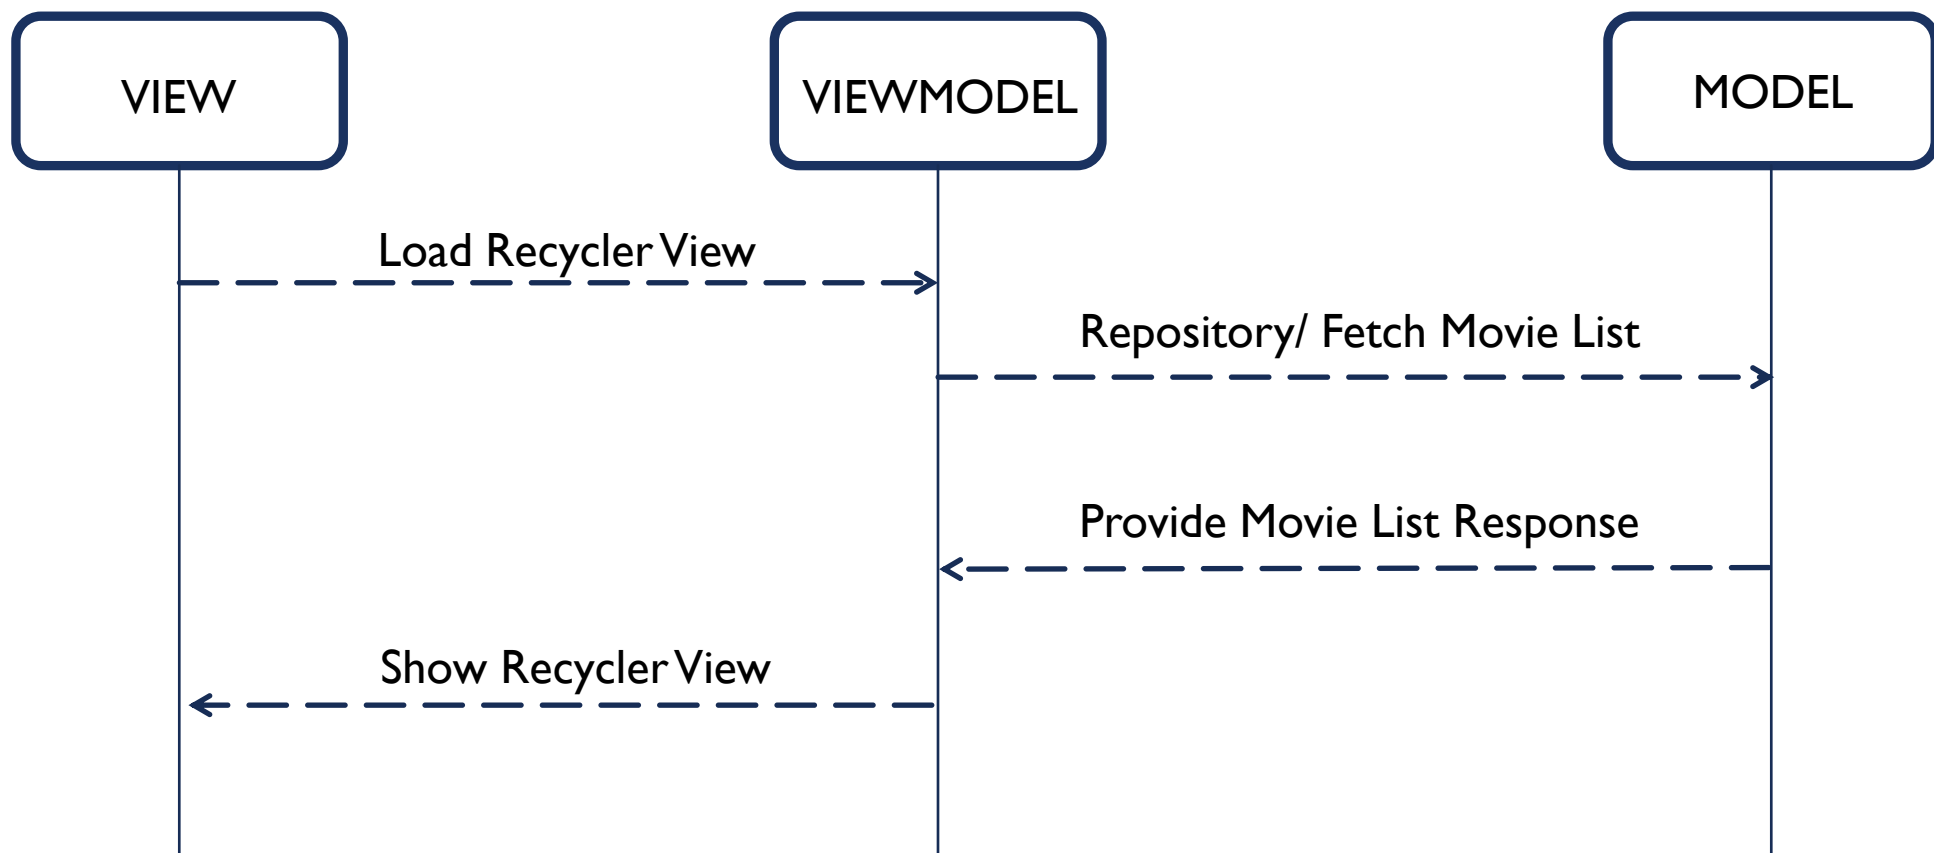 VIEW
VIEWMODEL
MODEL
Load Recycler View
Repository/ Fetch Movie List
Provide Movie List Response
Show Recycler View